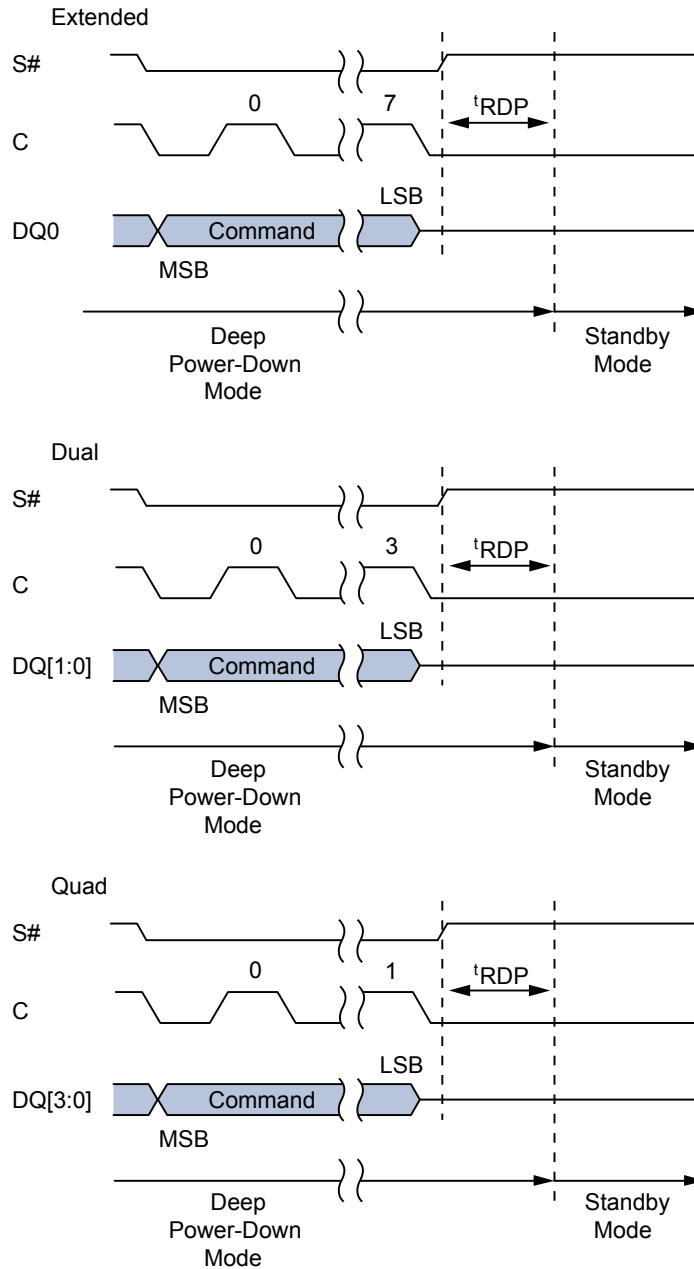 Extended
S#
0 7 tRDP
C
LSB
DQ0 Command
MSB
Deep Power-Down Mode
Standby Mode
Dual
S#
0 3 tRDP
C
LSB
DQ[1:0] Command
MSB
Deep Power-Down Mode
Standby Mode
Quad
S#
0 1 tRDP
C
LSB
DQ[3:0] Command
MSB
Deep Power-Down Mode
Standby Mode